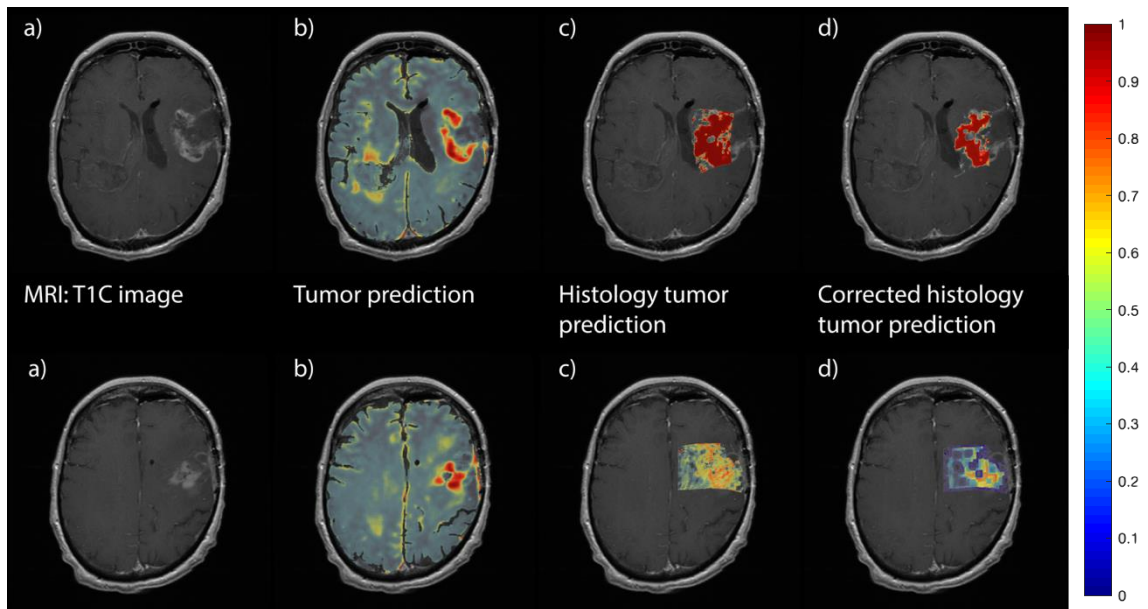 a)
b)
c)
d)
MRI: T1C image
Tumor prediction
Histology tumor
prediction
Corrected histology
tumor prediction
a)
b)
c)
d)
1
0.9
0.8
0.7
0.6
0.5
0.4
0.3
0.2
0.1
0